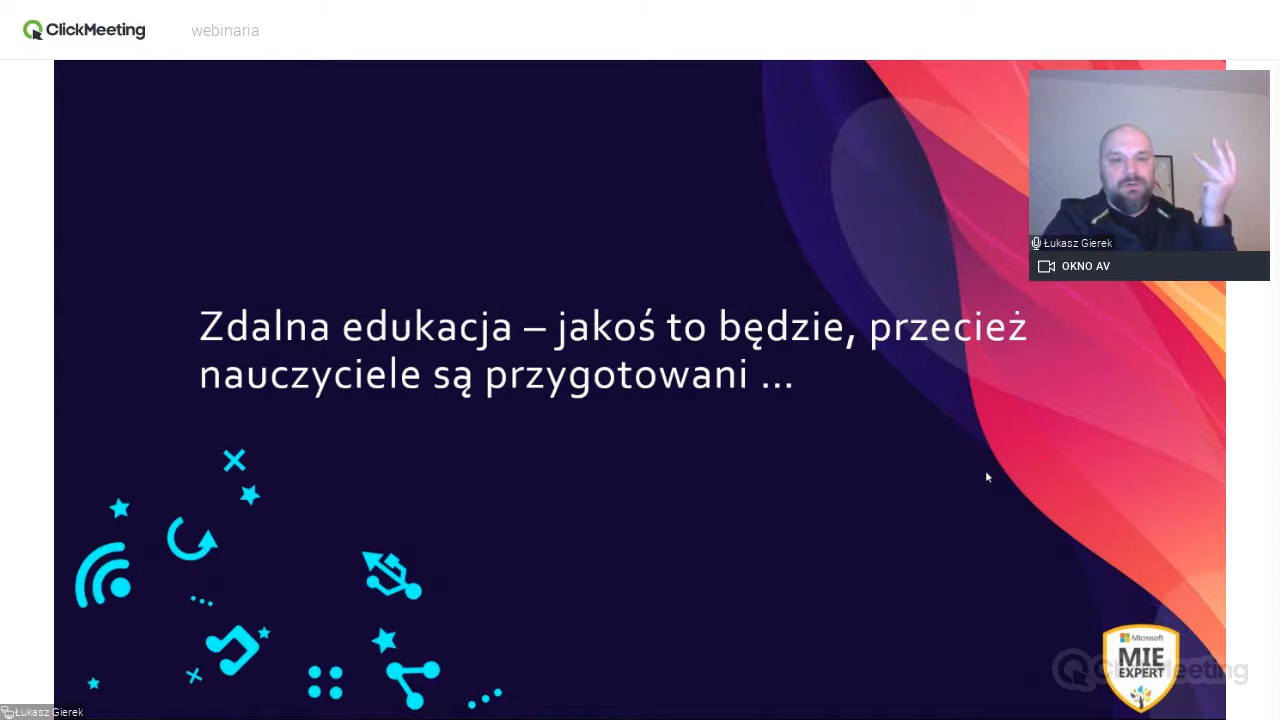 ClickMeeting
webinaria
Łukasz Gierek
OKNO AV
Zdalna edukacja – jakoś to będzie, przecież
nauczyciele są przygotowani ...
Microsoft
MIE
EXPERT
ClickMeeting
Łukasz Gierek